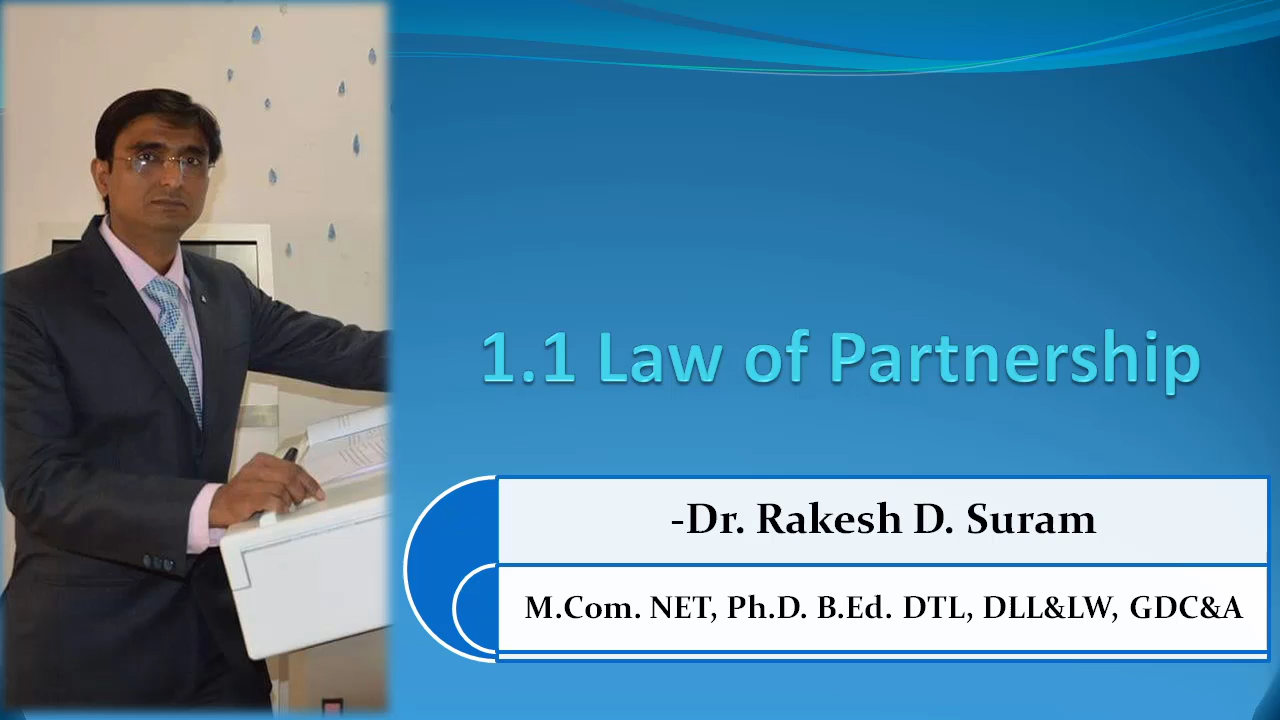 1.1 Law of Partnership
-Dr. Rakesh D. Suram
M.Com. NET, Ph.D. B.Ed. DTL, DLL&LW, GDC&A